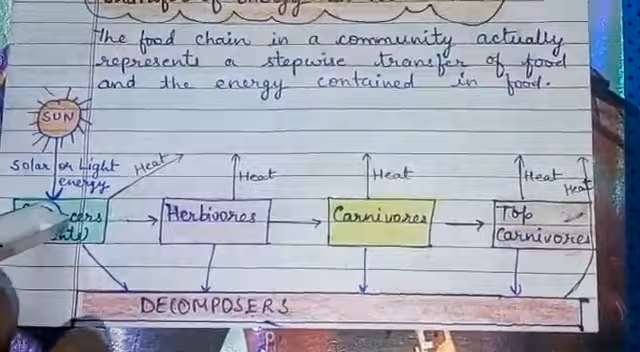 The food chain in a community actually
represents a stepwise transfer of food
and the energy contained in food.
SUN
Solar or Light
energy
Heat
Heat
Heat
Heat
Heat
Herbivores
Carnivores
Top
Carnivores
DECOMPOSERS